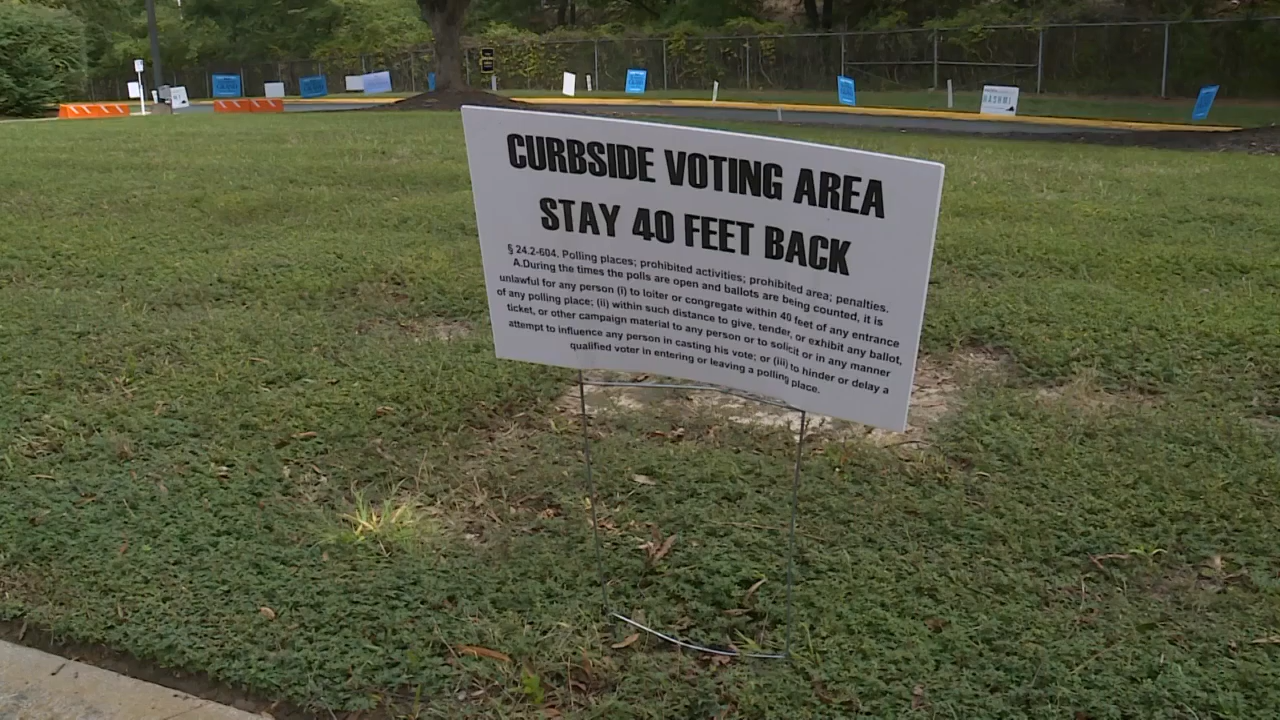 CURBSIDE VOTING AREA
STAY 40 FEET BACK
§ 24.2-604. Polling places; prohibited activities; prohibited area; penalties.
A.During the times the polls are open and ballots are being counted, it is
unlawful for any person (i) to loiter or congregate within 40 feet of any entrance
of any polling place; (ii) within such distance to give, tender, or exhibit any ballot,
ticket, or other campaign material to any person or to solicit or in any manner
attempt to influence any person in casting his vote; or (iii) to hinder or delay a
qualified voter in entering or leaving a polling place.
HASHMI